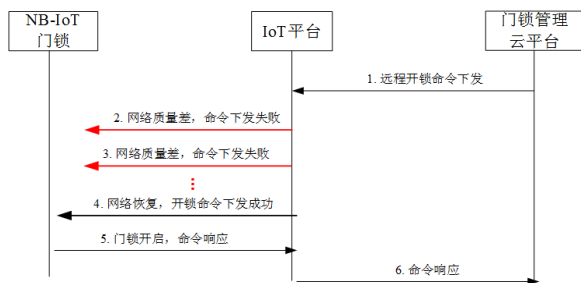 NB-IoT
门锁
IoT平台
门锁管理
云平台
1. 远程开锁命令下发
2. 网络质量差，命令下发失败
3. 网络质量差，命令下发失败
4. 网络恢复，开锁命令下发成功
5. 门锁开启，命令响应
6. 命令响应